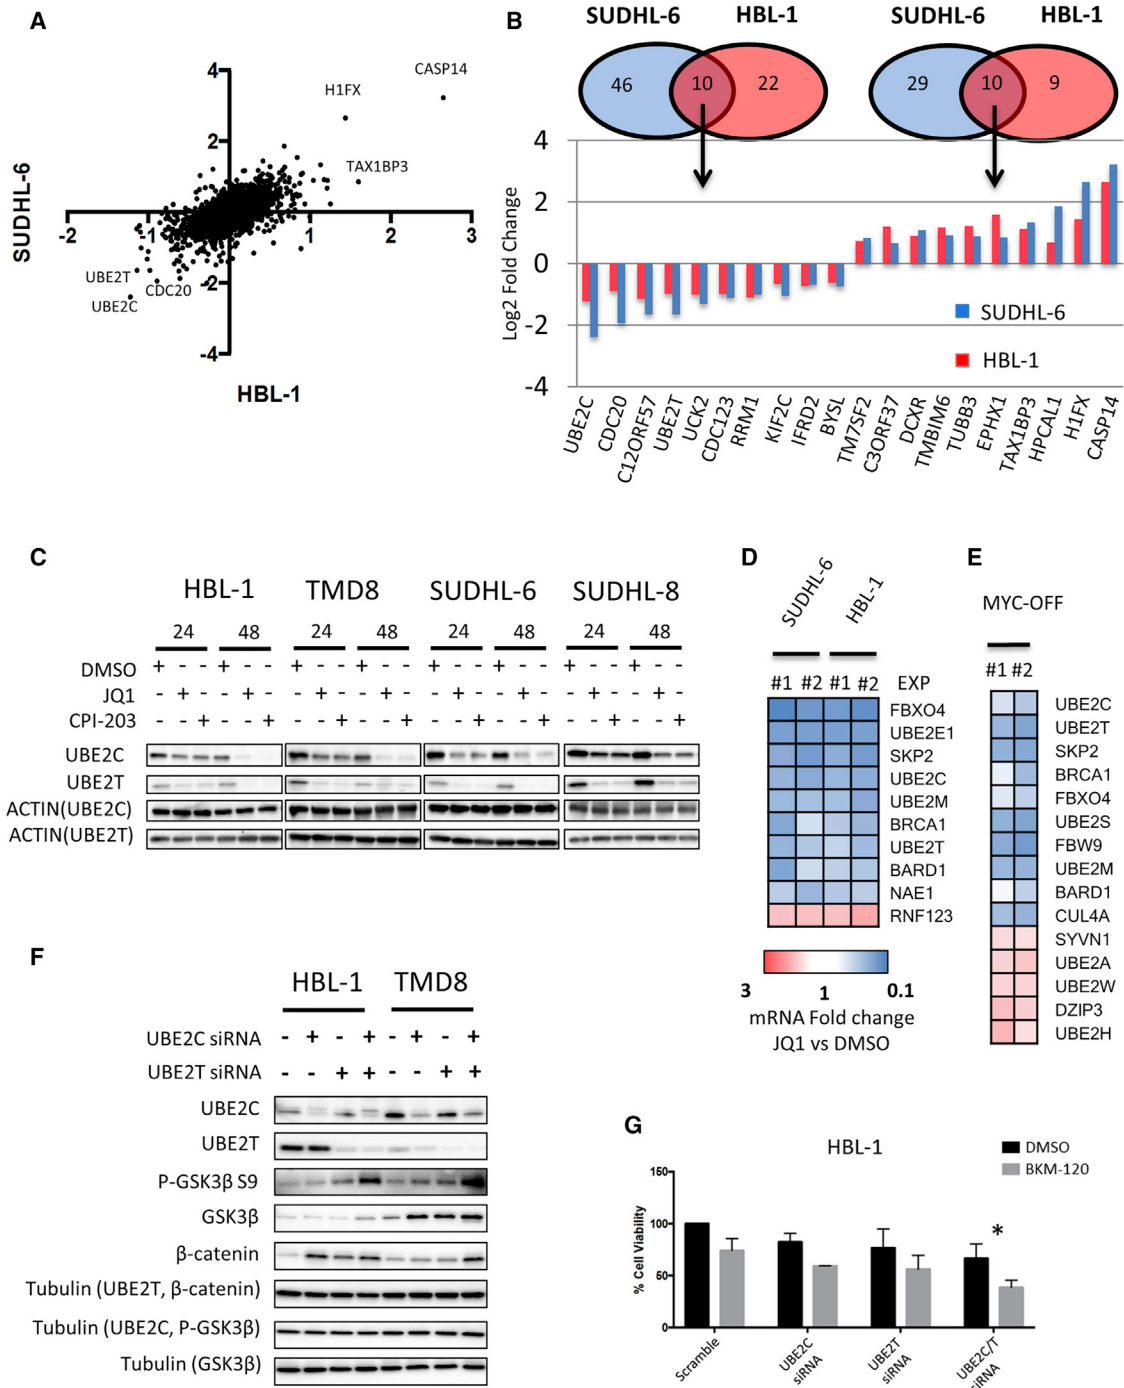 A
4
CASP14
H1FX
2
TAX1BP3
SUDHL-6
-2 -1 1 2 3
UBE2T
CDC20
-2
UBE2C
-4
HBL-1
B
SUDHL-6 HBL-1 SUDHL-6 HBL-1
46 10 22 29 10 9
4
2
0
-2
-4
Log2 Fold Change
SUDHL-6
HBL-1
UBE2C CDC20 C12ORF57 UBE2T UCK2 CDC123 RRM1 KIF2C IFRD2 BYSL TM7SF2 C3ORF37 DCXR TMBIM6 TUBB3 EPHX1 TAX1BP3 HPCAL1 H1FX CASP14
C
HBL-1 TMD8 SUDHL-6 SUDHL-8
24 48 24 48 24 48 24 48
DMSO + - - + - - + - - + - - + - - + - - + - - + - -
JQ1 - + - - + - - + - - + - - + - - + - - + - - + -
CPI-203 - - + - - + - - + - - + - - + - - + - - + - - +
UBE2C
UBE2T
ACTIN(UBE2C)
ACTIN(UBE2T)
D
SUDHL-6 HBL-1
#1 #2 #1 #2 EXP
FBXO4
UBE2E1
SKP2
UBE2C
UBE2M
BRCA1
UBE2T
BARD1
NAE1
RNF123
3 1 0.1
mRNA Fold change
JQ1 vs DMSO
E
MYC-OFF
#1 #2
UBE2C
UBE2T
SKP2
BRCA1
FBXO4
UBE2S
FBW9
UBE2M
BARD1
CUL4A
SYVN1
UBE2A
UBE2W
DZIP3
UBE2H
F
HBL-1 TMD8
UBE2C siRNA - + - + - + - +
UBE2T siRNA - - + + - - + +
UBE2C
UBE2T
P-GSK3β S9
GSK3β
β-catenin
Tubulin (UBE2T, β-catenin)
Tubulin (UBE2C, P-GSK3β)
Tubulin (GSK3β)
G
HBL-1
DMSO
BKM-120
150
100
50
0
% Cell Viability
*
Scramble
UBE2C
siRNA
UBE2T
siRNA
UBE2C/T
siRNA